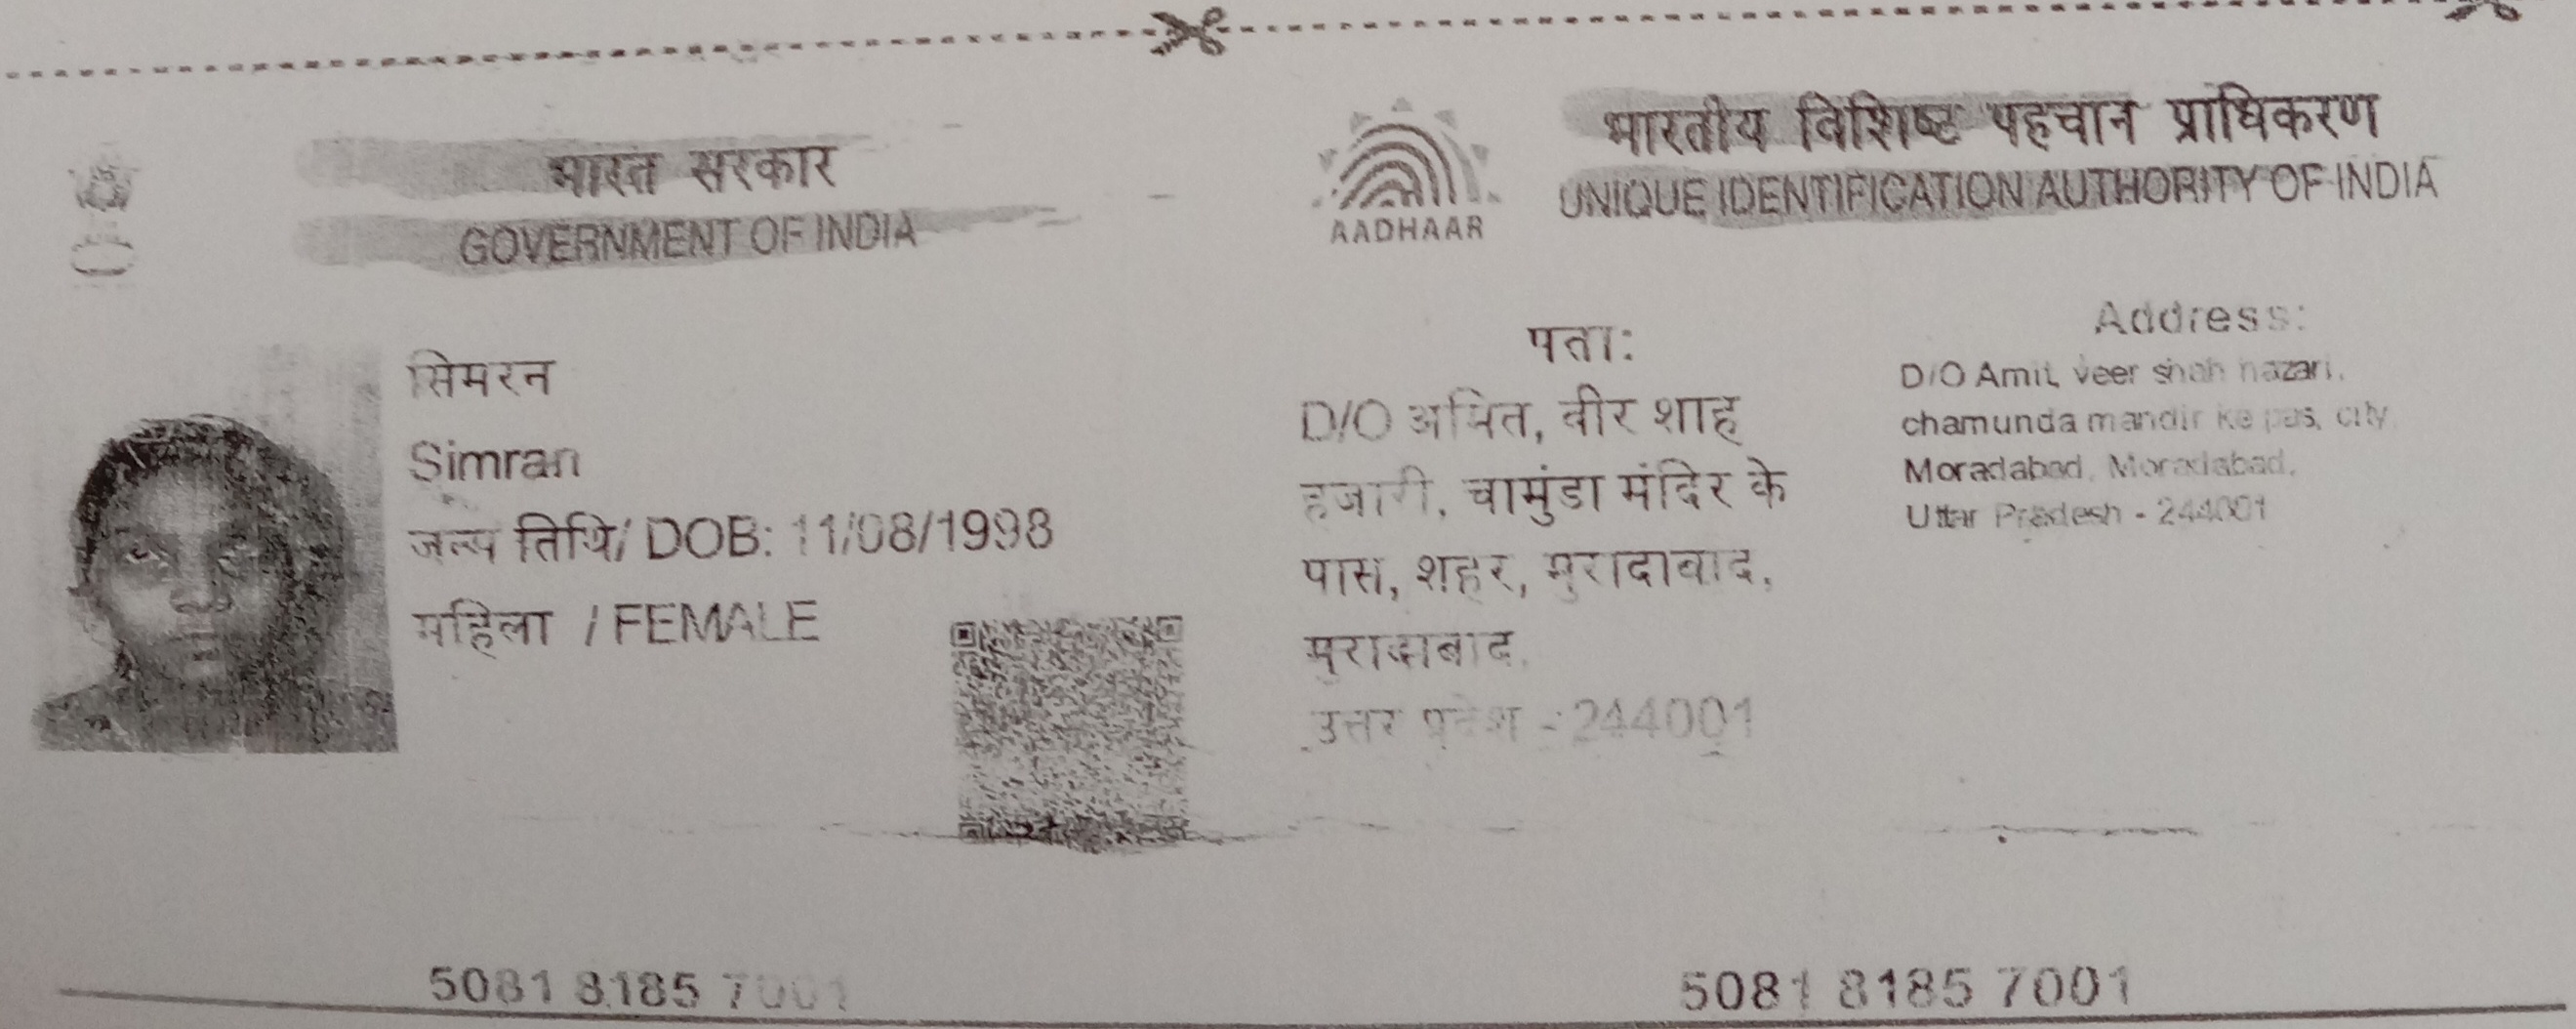 भारत सरकार
GOVERNMENT OF INDIA
सिमरन
Simran
जन्म तिथि/ DOB: 11/08/1998
महिला / FEMALE
5081 8185 7001
AADHAAR
भारतीय विशिष्ट पहचान प्राधिकरण
UNIQUE IDENTIFICATION AUTHORITY OF INDIA
पता:
D/O अमित, वीर शाह
हजारी, चामुंडा मंदिर के
पास, शहर, मुरादाबाद,
मुरादाबाद,
उत्तर प्रदेश - 244001
Address:
D/O Amit, veer shah hazari,
chamunda mandir ke pas, city,
Moradabad, Moradabad,
Uttar Pradesh - 244001
5081 8185 7001